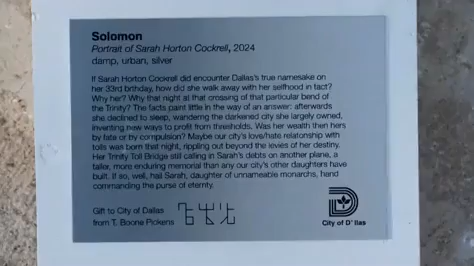 Solomon
Portrait of Sarah Horton Cockrell, 2024
damp, urban, silver
If Sarah Horton Cockrell did encounter Dallas's true namesake on
her 33rd birthday, how did she walk away with her selfhood in fact?
Why her? Why that night at that crossing of that particular bend of
the Trinity? The facts paint little in the way of an answer: afterwards
she declined to sleep, wandering the darkened city she largely owned,
inventing new ways to profit from thresholds. Was her wealth then hers
by fate or by compulsion? Maybe our city's love/hate relationship with
tolls was born that night, rippling out beyond the levies of her destiny.
Her Trinity Toll Bridge still calling in Sarah's debts on another plane, a
taller, more enduring memorial than any our city's other daughters have
built. If so, well, hail Sarah, daughter of unnameable monarchs, hand
commanding the purse of eternity.
Gift to City of Dallas
from T. Boone Pickens
City of D llas